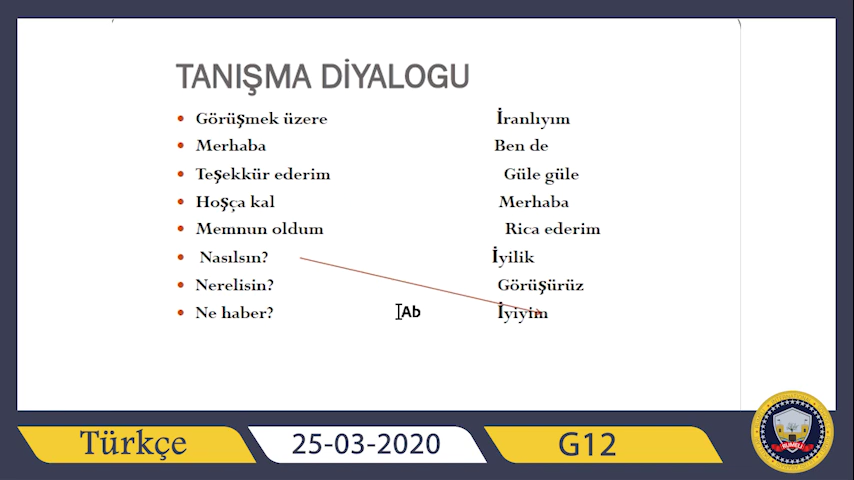 TANIŞMA DİYALOGU
Görüşmek üzere İranlıyım
Merhaba Ben de
Teşekkür ederim Güle güle
Hoşça kal Merhaba
Memnun oldum Rica ederim
Nasılsın? İyilik
Nerelisin? Görüşürüz
Ne haber? Ab İyiyim
Türkçe 25-03-2020 G12
RUMELİ